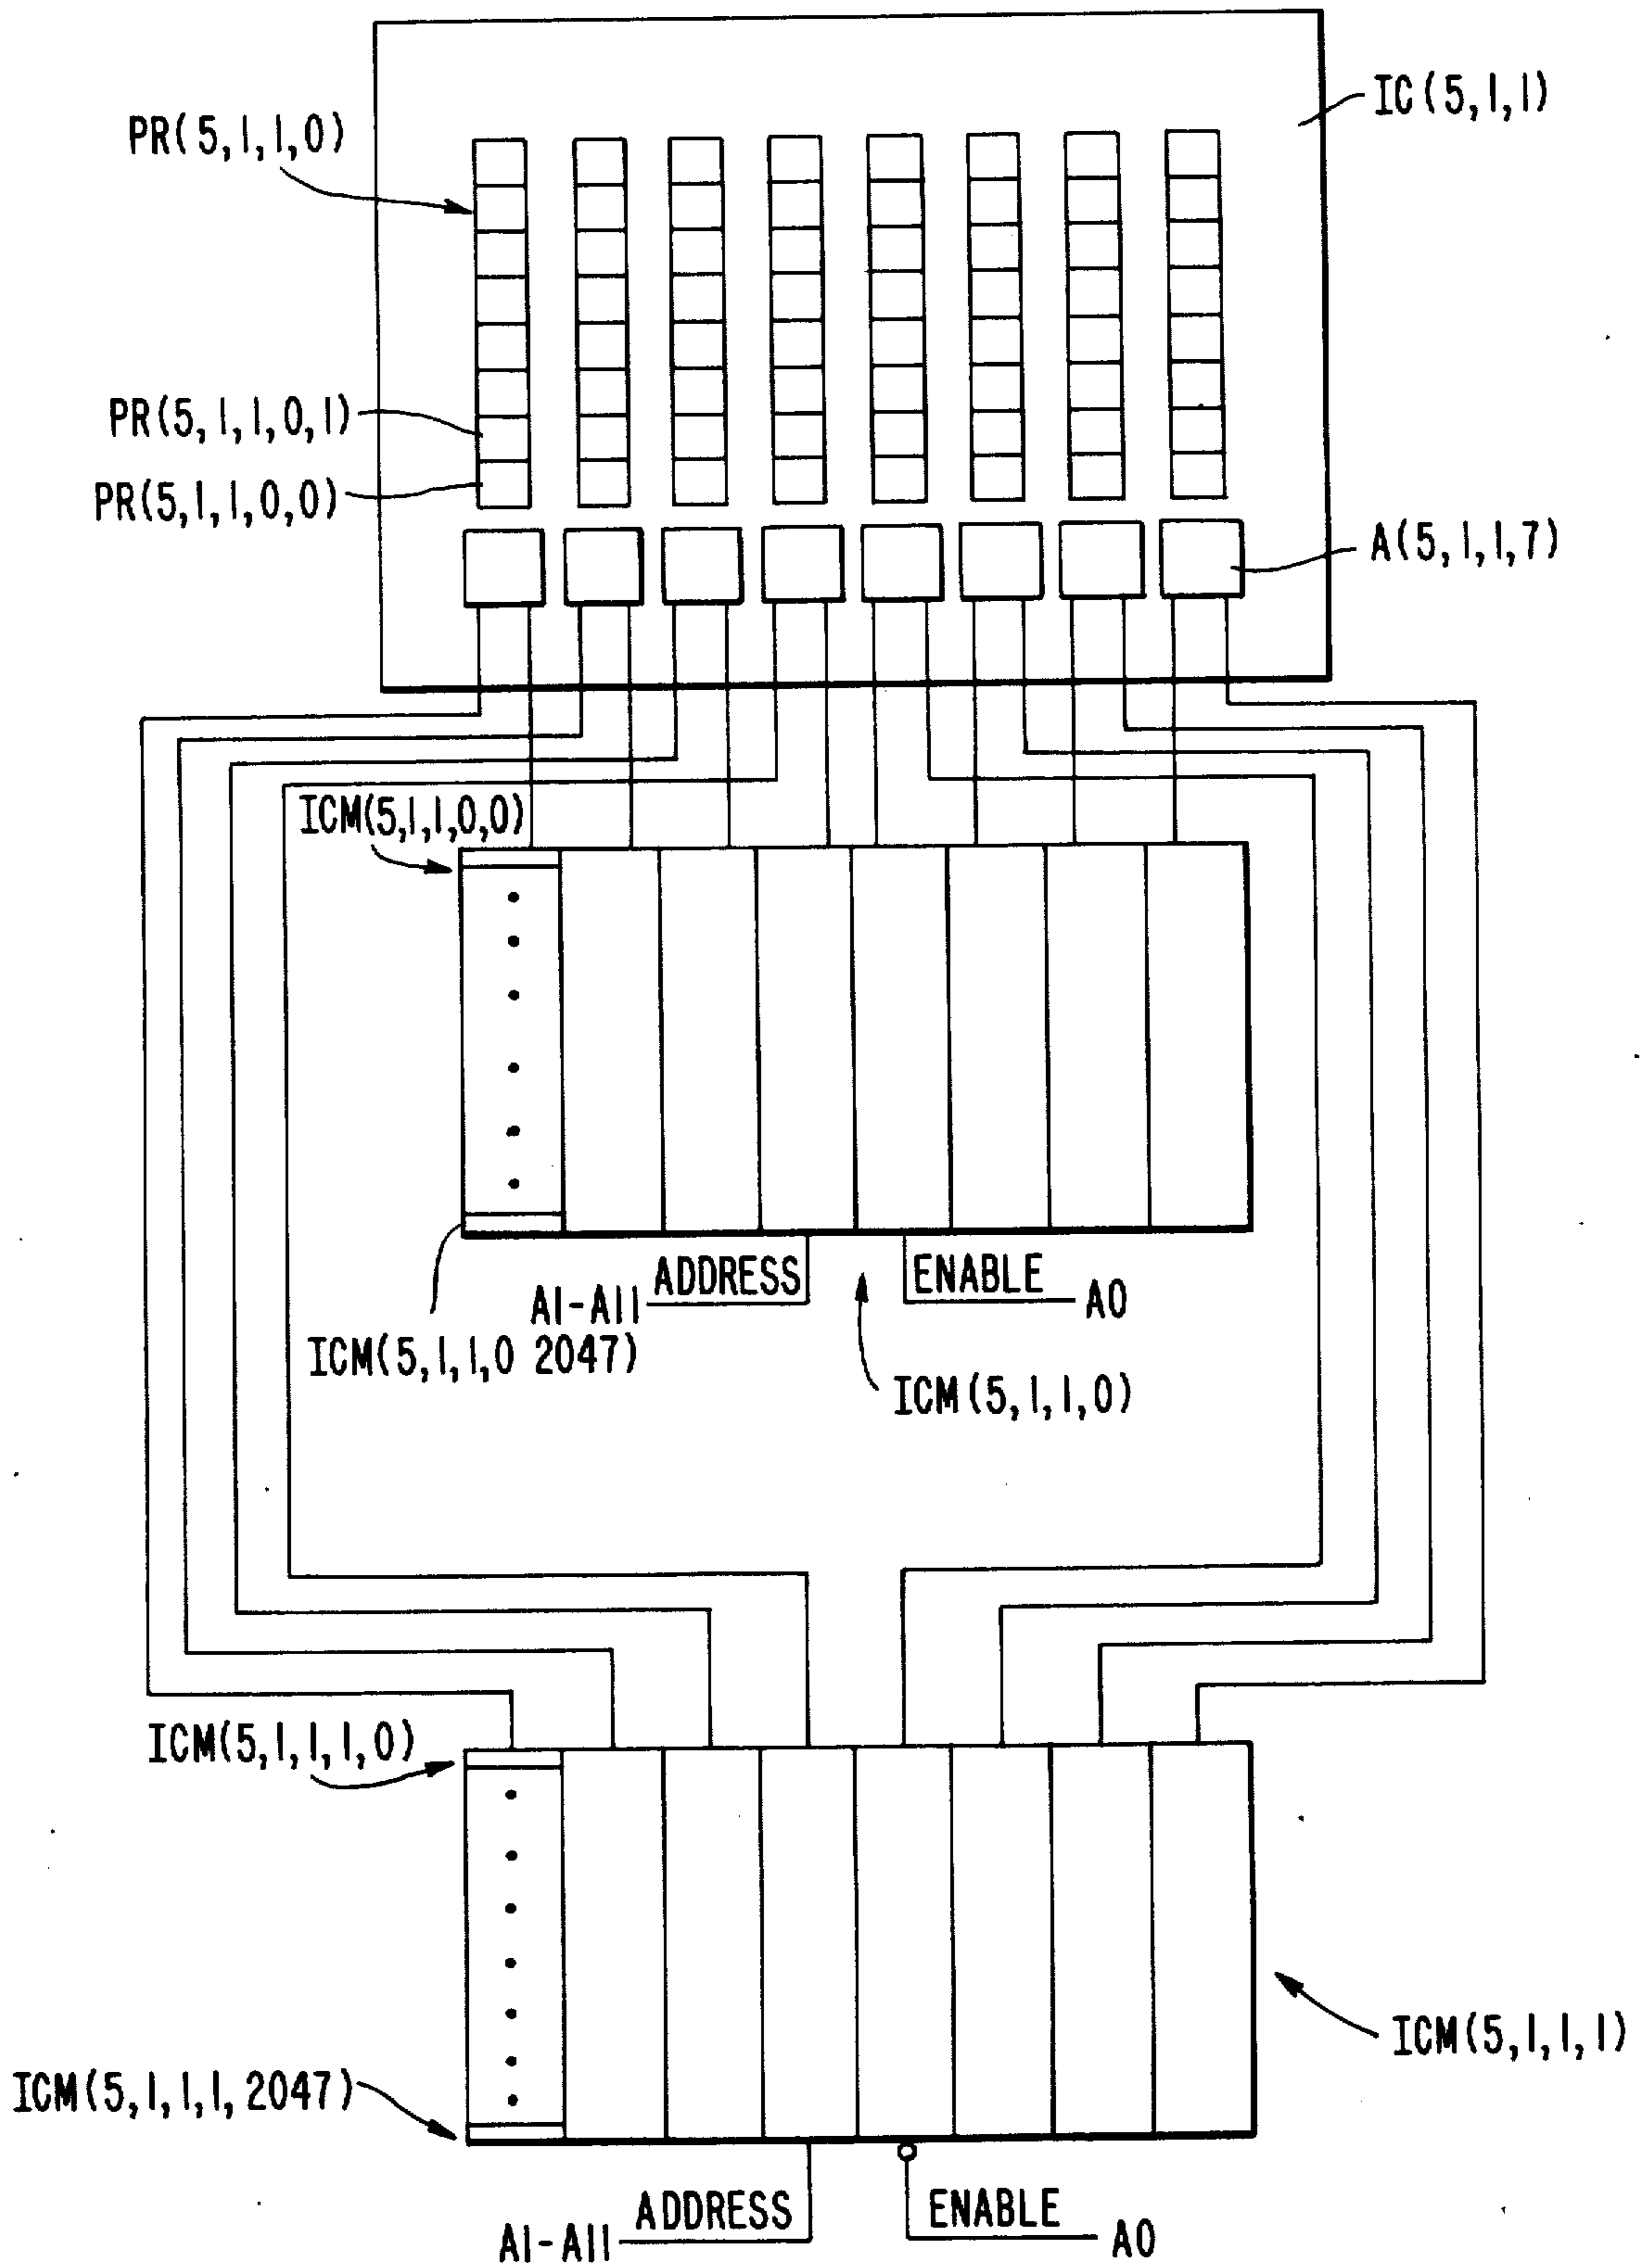 IC(5,1,1)
PR(5,1,1,0)
PR(5,1,1,0,1)
PR(5,1,1,0,0)
A(5,1,1,7)
ICM(5,1,1,0,0)
ADDRESS
ENABLE
A1-A11
A0
ICM(5,1,1,0 2047)
ICM(5,1,1,0)
ICM(5,1,1,1,0)
ICM(5,1,1,1)
ICM(5,1,1,1,2047)
ADDRESS
ENABLE
A1-A11
A0